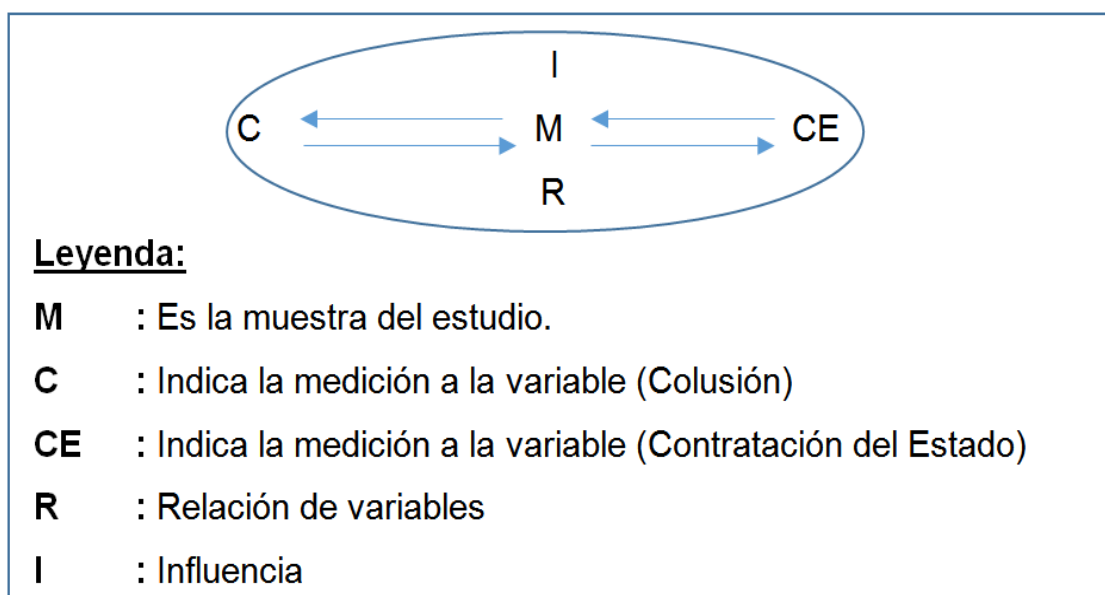 I
C M CE
R
Leyenda:
M : Es la muestra del estudio.
C : Indica la medición a la variable (Colusión)
CE : Indica la medición a la variable (Contratación del Estado)
R : Relación de variables
I : Influencia